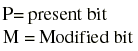 P= present bit
M = Modified bit